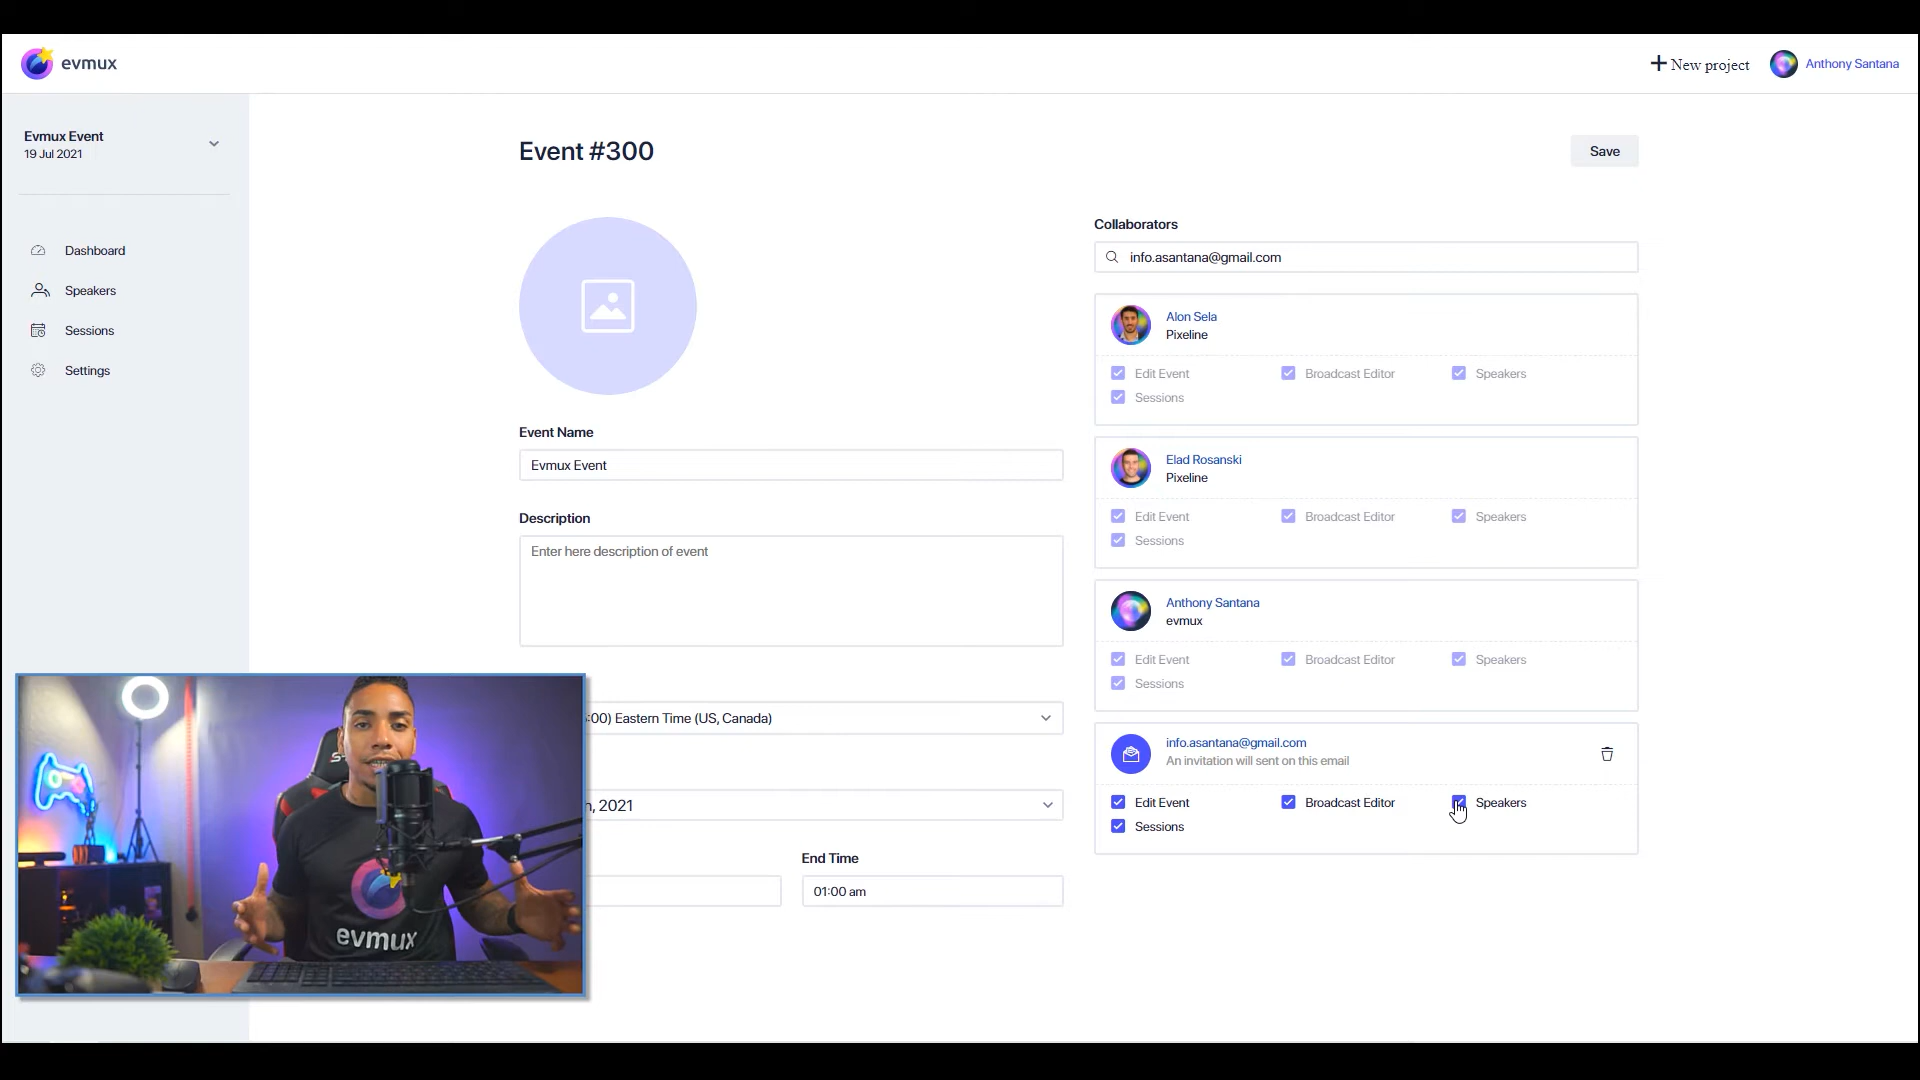 evmux
New project
Anthony Santana
Evmux Event
19 Jul 2021
Dashboard
Speakers
Sessions
Settings
Event #300
Save
Event Name
Evmux Event
Description
Enter here description of event
:00) Eastern Time (US, Canada)
, 2021
End Time
01:00 am
Collaborators
info.asantana@gmail.com
Alon Sela
Pixeline
Edit Event Broadcast Editor Speakers
Sessions
Elad Rosanski
Pixeline
Edit Event Broadcast Editor Speakers
Sessions
Anthony Santana
evmux
Edit Event Broadcast Editor Speakers
Sessions
info.asantana@gmail.com
An invitation will sent on this email
Edit Event Broadcast Editor Speakers
Sessions
evmux